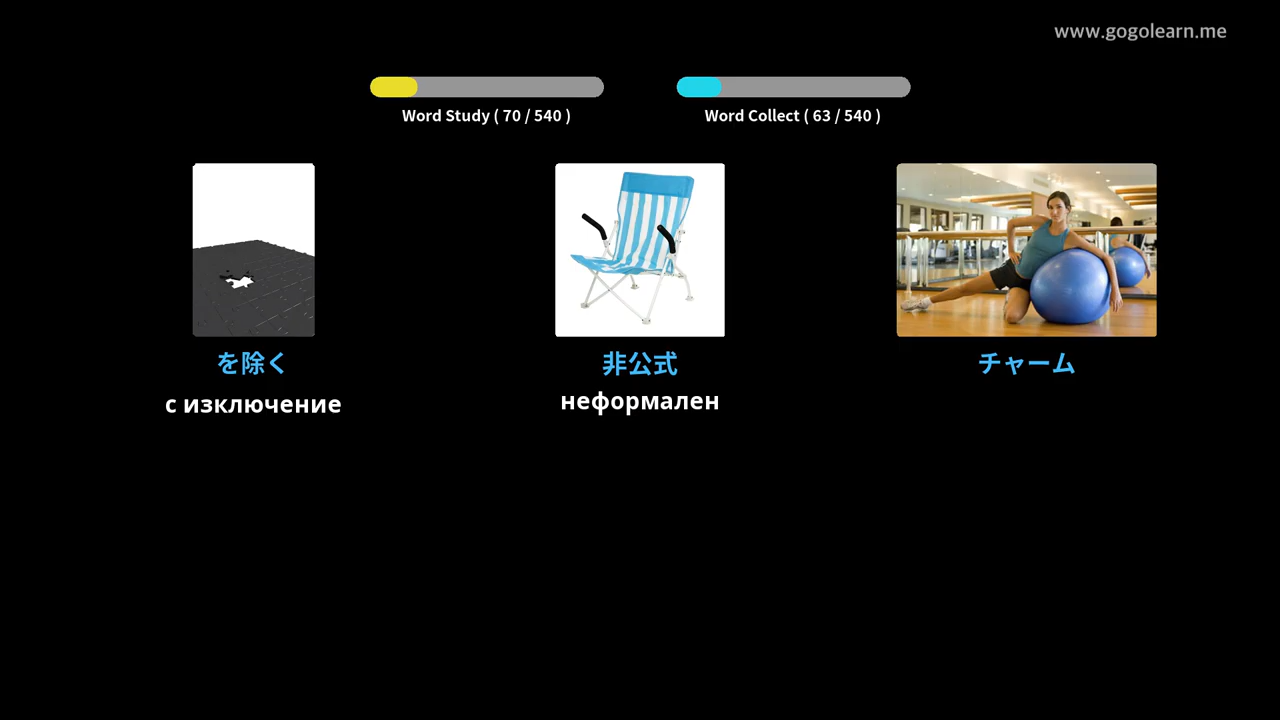 www.gogolearn.me
Word Study ( 70 / 540 )
Word Collect ( 63 / 540 )
を除く
非公式
チャーム
с изключение
неформален